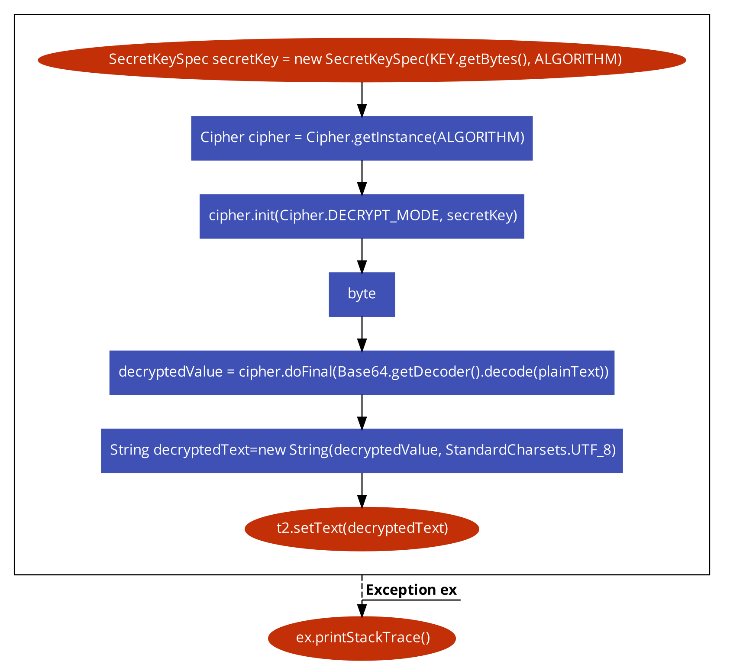 SecretKeySpec secretKey = new SecretKeySpec(KEY.getBytes(), ALGORITHM)
Cipher cipher = Cipher.getInstance(ALGORITHM)
cipher.init(Cipher.DECRYPT_MODE, secretKey)
byte
decryptedValue = cipher.doFinal(Base64.getDecoder().decode(plainText))
String decryptedText=new String(decryptedValue, StandardCharsets.UTF_8)
t2.setText(decryptedText)
Exception ex
ex.printStackTrace()